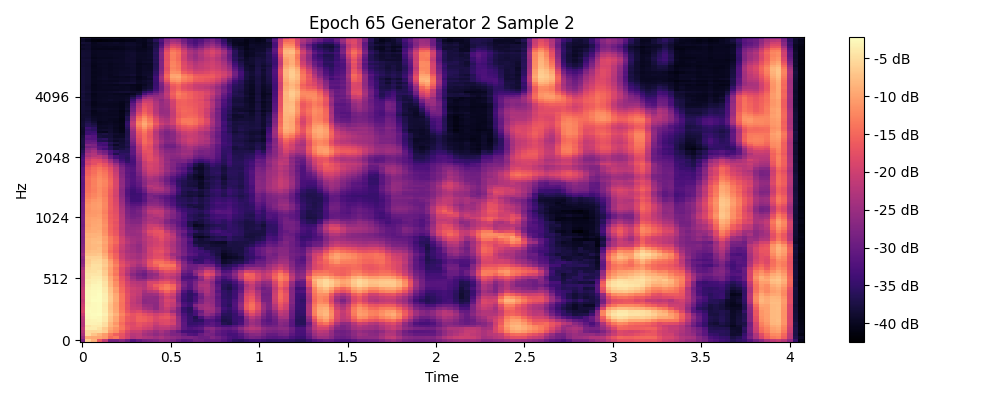 Epoch 65 Generator 2 Sample 2
Hz
4096
2048
1024
512
0
0
0.5
1
1.5
2
2.5
3
3.5
4
Time
-5 dB
-10 dB
-15 dB
-20 dB
-25 dB
-30 dB
-35 dB
-40 dB